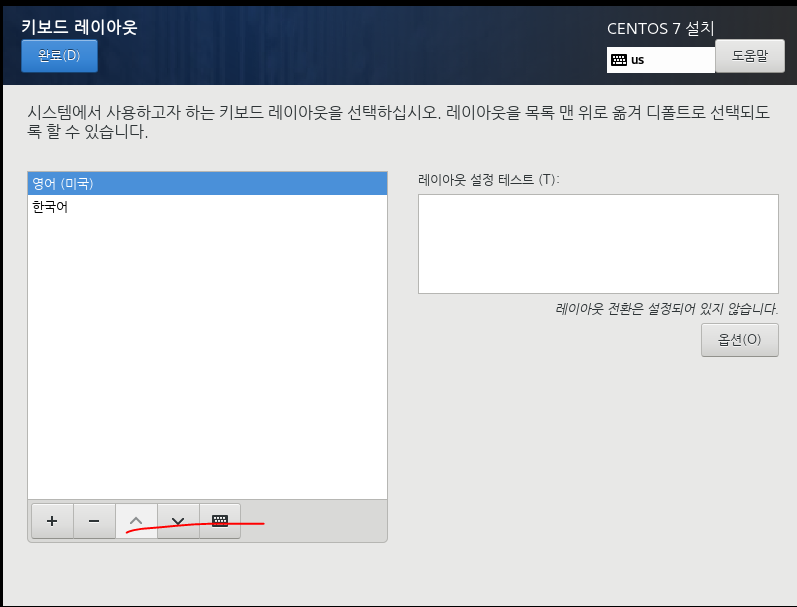 키보드 레이아웃
CENTOS 7 설치
완료(D)
us
도움말
시스템에서 사용하고자 하는 키보드 레이아웃을 선택하십시오. 레이아웃을 목록 맨 위로 옮겨 디폴트로 선택되도
록 할 수 있습니다.
영어 (미국)
한국어
레이아웃 설정 테스트 (T):
레이아웃 전환은 설정되어 있지 않습니다.
옵션(O)